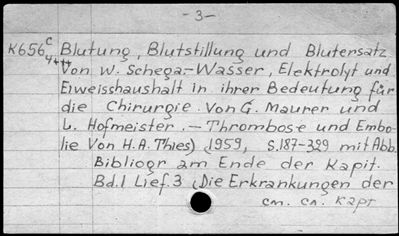 - 3 -
K656c Blutung, Blutstillung und Blutersatz
4++ Von W. Schega.- Wasser, Elektrolyt und
Eiweisshaushalt in ihrer Bedeutung für
die Chirurgie. Von G. Maurer und
L. Hofmeister. - Thrombose und Embo-
lie Von H.A. Thies) (1959, S.187-329 mit Abb.
Bibliogr am Ende der Kapit.
Bd.1 Lief.3 (Die Erkrankungen der